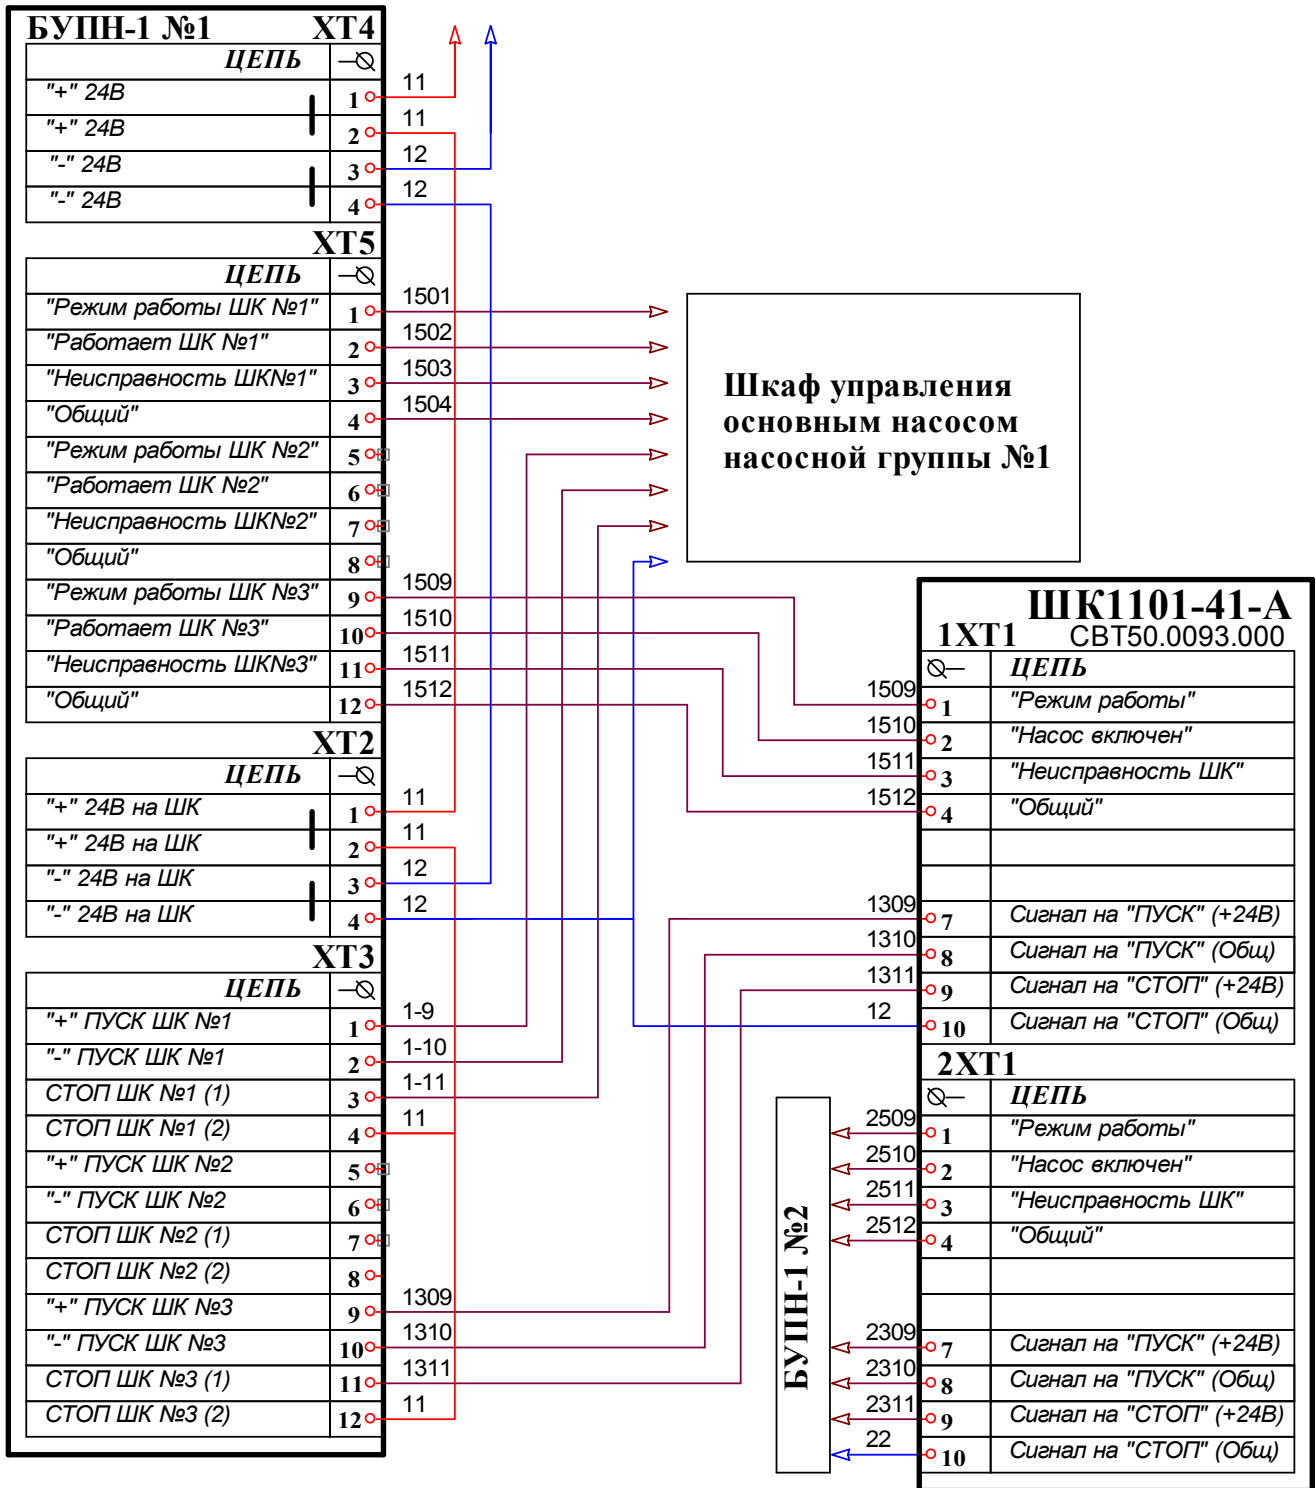 БУПН-1 №1 XT4
ЦЕПЬ
"+" 24В 1 11
"+" 24В 2 11
"-" 24В 3 12
"-" 24В 4 12
XT5
ЦЕПЬ
"Режим работы ШК №1" 1 1501
"Работает ШК №1" 2 1502
"Неисправность ШК№1" 3 1503
"Общий" 4 1504
"Режим работы ШК №2" 5
"Работает ШК №2" 6
"Неисправность ШК№2" 7
"Общий" 8
"Режим работы ШК №3" 9 1509
"Работает ШК №3" 10 1510
"Неисправность ШК№3" 11 1511
"Общий" 12 1512
XT2
ЦЕПЬ
"+" 24В на ШК 1 11
"+" 24В на ШК 2 11
"-" 24В на ШК 3 12
"-" 24В на ШК 4 12
XT3
ЦЕПЬ
"+" ПУСК ШК №1 1 1-9
"-" ПУСК ШК №1 2 1-10
СТОП ШК №1 (1) 3 1-11
СТОП ШК №1 (2) 4 11
"+" ПУСК ШК №2 5
"-" ПУСК ШК №2 6
СТОП ШК №2 (1) 7
СТОП ШК №2 (2) 8
"+" ПУСК ШК №3 9 1309
"-" ПУСК ШК №3 10 1310
СТОП ШК №3 (1) 11 1311
СТОП ШК №3 (2) 12 11
Шкаф управления
основным насосом
насосной группы №1
ШК1101-41-А
1XT1 СВТ50.0093.000
ЦЕПЬ
1509 1 "Режим работы"
1510 2 "Насос включен"
1511 3 "Неисправность ШК"
1512 4 "Общий"
1309 7 Сигнал на "ПУСК" (+24В)
1310 8 Сигнал на "ПУСК" (Общ)
1311 9 Сигнал на "СТОП" (+24В)
12 10 Сигнал на "СТОП" (Общ)
2XT1
ЦЕПЬ
2509 1 "Режим работы"
2510 2 "Насос включен"
2511 3 "Неисправность ШК"
2512 4 "Общий"
2309 7 Сигнал на "ПУСК" (+24В)
2310 8 Сигнал на "ПУСК" (Общ)
2311 9 Сигнал на "СТОП" (+24В)
22 10 Сигнал на "СТОП" (Общ)
БУПН-1 №2